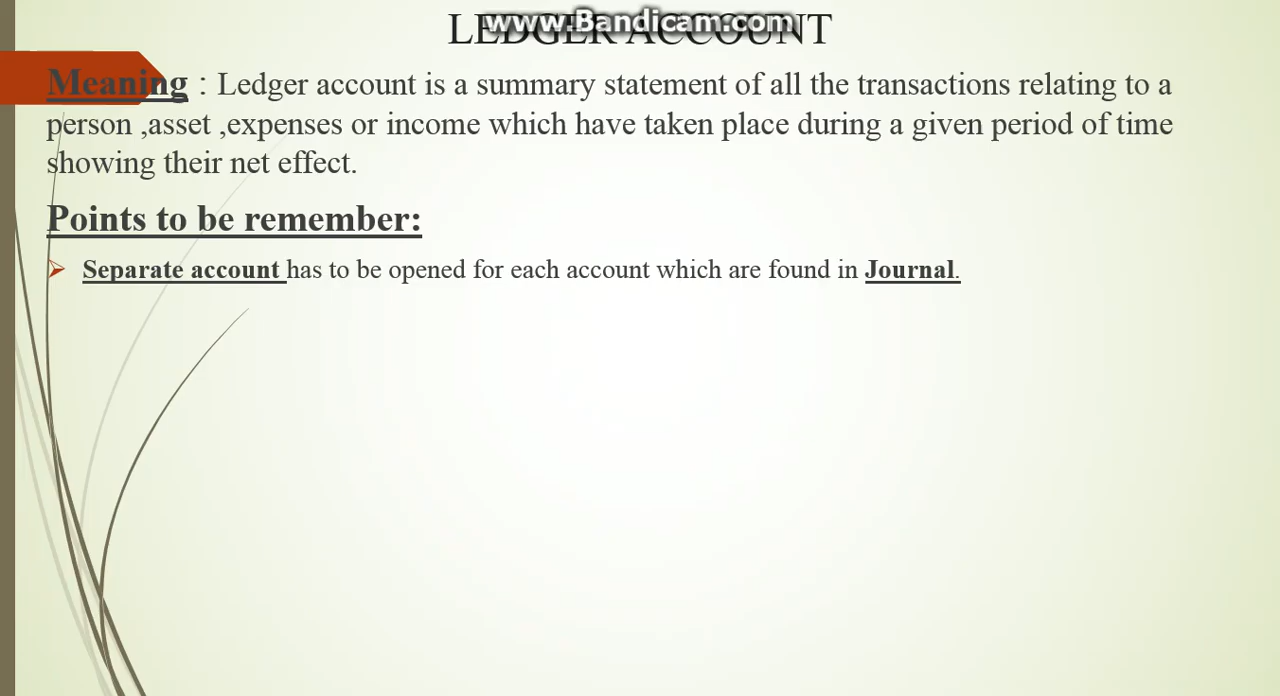 www.Bandicam.com
LEDGER ACCOUNT
Meaning : Ledger account is a summary statement of all the transactions relating to a
person ,asset ,expenses or income which have taken place during a given period of time
showing their net effect.
Points to be remember:
Separate account has to be opened for each account which are found in Journal.